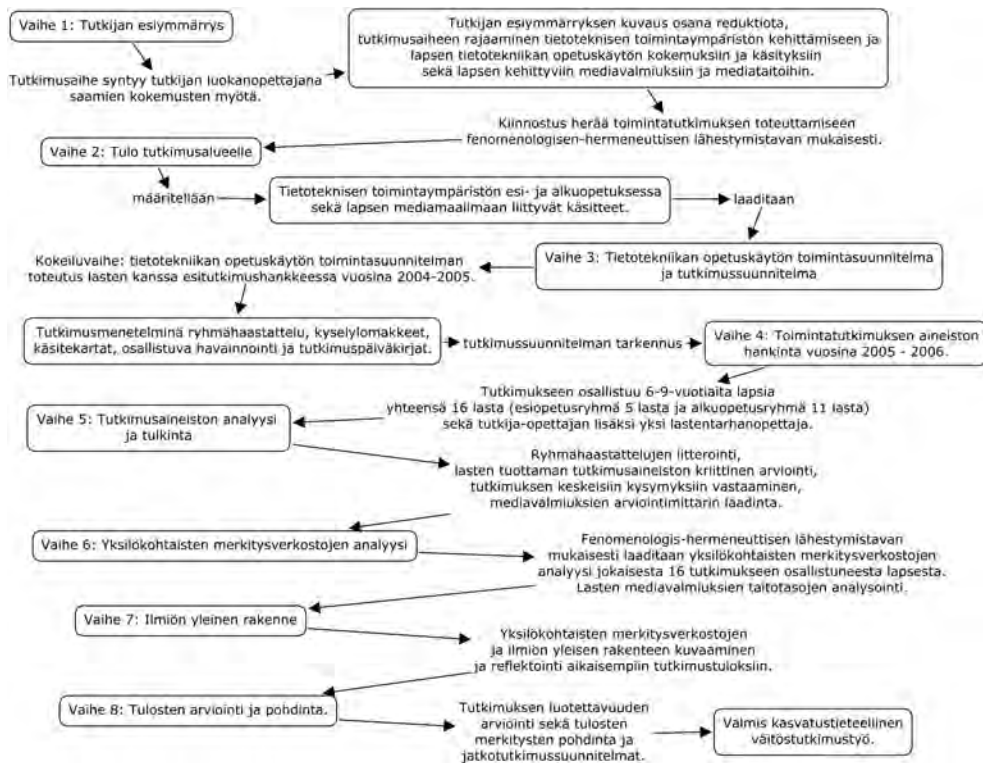 Vaihe 1: Tutkijan esiymmärrys
Tutkimusaihe syntyy tutkijan luokanopettajana
saamien kokemusten myötä.
Tutkijan esiymmärryksen kuvaus osana reduktiota,
tutkimusaiheen rajaaminen tietoteknisen toimintaympäristön kehittämiseen ja
lapsen tietotekniikan opetuskäytön kokemuksiin ja käsityksiin
sekä lapsen kehittyviin mediavalmiuksiin ja mediataitoihin.
Kiinnostus herää toimintatutkimuksen toteuttamiseen
fenomenologisen-hermeneuttisen lähestymistavan mukaisesti.
Vaihe 2: Tulo tutkimusalueelle
määritellään
Tietoteknisen toimintaympäristön esi- ja alkuopetuksessa
sekä lapsen mediamaailmaan liittyvät käsitteet.
laaditaan
Vaihe 3: Tietotekniikan opetuskäytön toimintasuunnitelma
ja tutkimussuunnitelma
Kokeiluvaihe: tietotekniikan opetuskäytön toimintasuunnitelman
toteutus lasten kanssa esitutkimushankkeessa vuosina 2004-2005.
Tutkimusmenetelminä ryhmähaastattelu, kyselylomakkeet,
käsitekartat, osallistuva havainnointi ja tutkimuspäiväkirjat.
tutkimussuunnitelman tarkennus
Vaihe 4: Toimintatutkimuksen aineiston
hankinta vuosina 2005 - 2006.
Tutkimukseen osallistuu 6-9-vuotiaita lapsia
yhteensä 16 lasta (esiopetusryhmä 5 lasta ja alkuopetusryhmä 11 lasta)
sekä tutkija-opettajan lisäksi yksi lastentarhanopettaja.
Vaihe 5: Tutkimusaineiston analyysi
ja tulkinta
Ryhmähaastattelujen litterointi,
lasten tuottaman tutkimusaineiston kriittinen arviointi,
tutkimuksen keskeisiin kysymyksiin vastaaminen,
mediavalmiuksien arviointimittarin laadinta.
Vaihe 6: Yksilökohtaisten merkitysverkostojen analyysi
Fenomenologis-hermeneuttisen lähestymistavan
mukaisesti laaditaan yksilökohtaisten merkitysverkostojen
analyysi jokaisesta 16 tutkimukseen osallistuneesta lapsesta.
Lasten mediavalmiuksien taitotasojen analysointi.
Vaihe 7: Ilmiön yleinen rakenne
Yksilökohtaisten merkitysverkostojen
ja ilmiön yleisen rakenteen kuvaaminen
ja reflektointi aikaisempiin tutkimustuloksiin.
Vaihe 8: Tulosten arviointi ja pohdinta.
Tutkimuksen luotettavuuden
arviointi sekä tulosten
merkitysten pohdinta ja
jatkotutkimussuunnitelmat.
Valmis kasvatustieteellinen
väitöstutkimustyö.